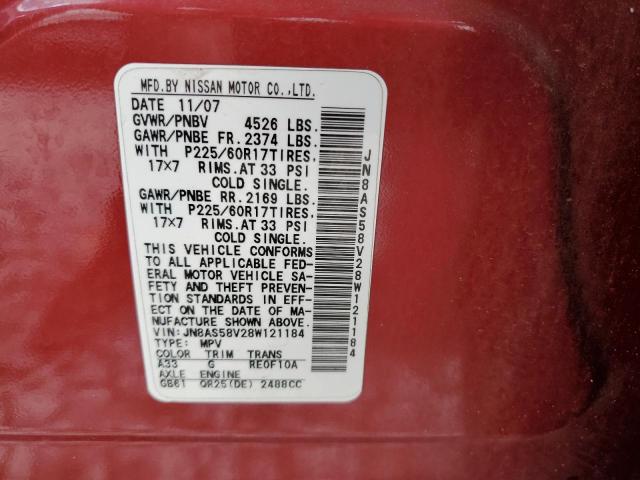 MFD.BY NISSAN MOTOR CO.,LTD.
DATE 11/07
GVWR/PNBV 4526 LBS.
GAWR/PNBE FR. 2374 LBS.
WITH P225/60R17TIRES,
17×7 RIMS.AT 33 PSI
COLD SINGLE.
GAWR/PNBE RR. 2169 LBS.
WITH P225/60R17TIRES,
17×7 RIMS.AT 33 PSI
COLD SINGLE.
THIS VEHICLE CONFORMS
TO ALL APPLICABLE FED-
ERAL MOTOR VEHICLE SA-
FETY AND THEFT PREVEN-
TION STANDARDS IN EFF-
ECT ON THE DATE OF MA-
NUFACTURE SHOWN ABOVE.
VIN:JN8AS58V28W121184
TYPE: MPV
COLOR TRIM TRANS
A33 G RE0F10A
AXLE ENGINE
GB61 QR25(DE) 2488CC
JN8AS58V28W121184